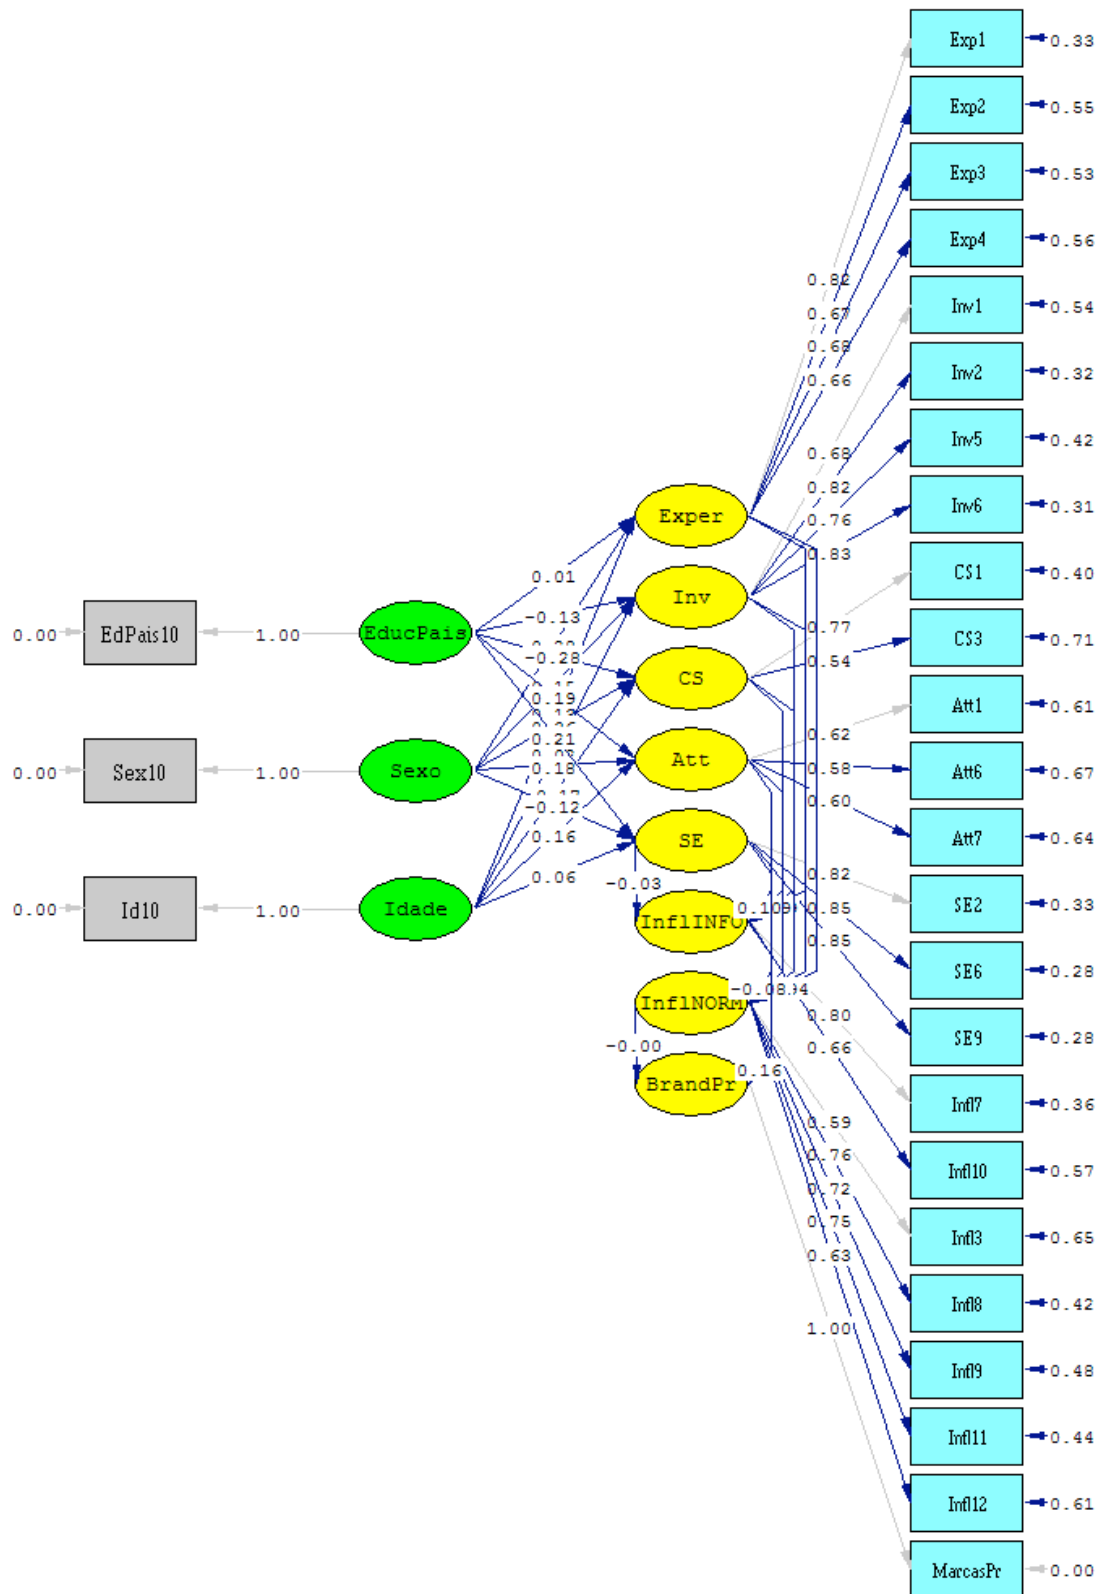 Exp1 0.33
Exp2 0.55
Exp3 0.53
Exp4 0.56
0.82
Inv1 0.54
0.67
0.68
Inv2 0.32
0.66
Inv5 0.42
0.68
0.82
Inv6 0.31
Exper
0.76
0.83
CS1 0.40
0.01
Inv
-0.13
0.77
0.00 EdPais10 1.00 EducPais
CS3 0.71
0.54
-0.28
CS
0.19
Att1 0.61
0.62
0.21
Att
0.00 Sex10 1.00 Sexo
0.18
0.58
Att6 0.67
0.60
-0.12
0.16
SE
Att7 0.64
0.06
0.82
-0.03
SE2 0.33
0.00 Id10 1.00 Idade
0.85
InflINFO
0.85
SE6 0.28
-0.08
InflNORM
0.80
SE9 0.28
-0.00
0.66
0.16
BrandPr
Infl7 0.36
0.59
0.76
Infl10 0.57
0.72
0.75
Infl3 0.65
0.63
Infl8 0.42
1.00
Infl9 0.48
Infl11 0.44
Infl12 0.61
MarcasPr 0.00